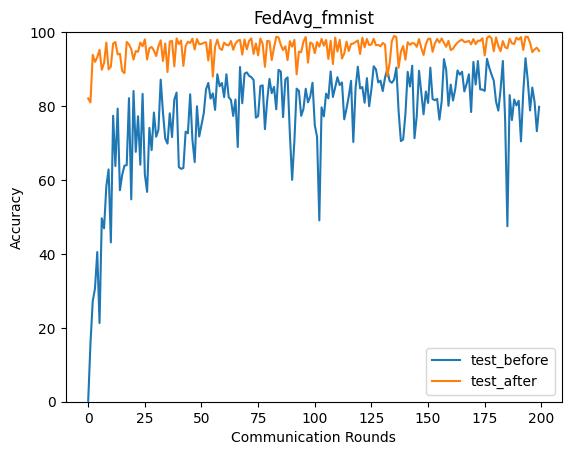 FedAvg_fmnist
Accuracy
100
80
60
40
20
0
0 25 50 75 100 125 150 175 200
Communication Rounds
test_before
test_after